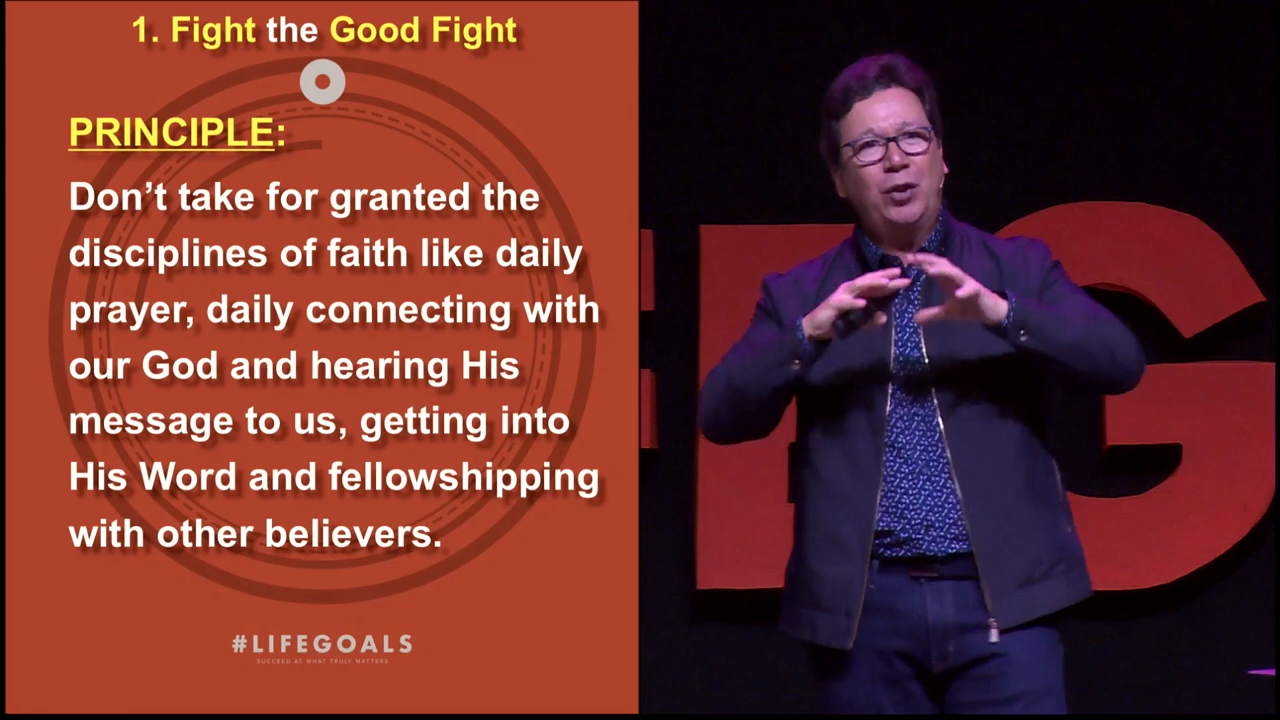 1. Fight the Good Fight
PRINCIPLE:
Don’t take for granted the
disciplines of faith like daily
prayer, daily connecting with
our God and hearing His
message to us, getting into
His Word and fellowshipping
with other believers.
#LIFEGOALS
SUCCEED AT WHAT TRULY MATTERS